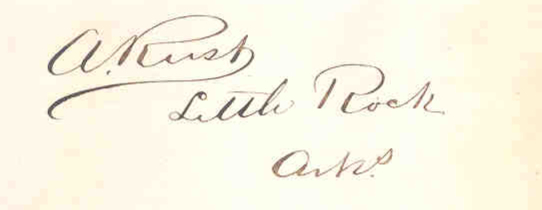 A. Rust
Little Rock
Arks.